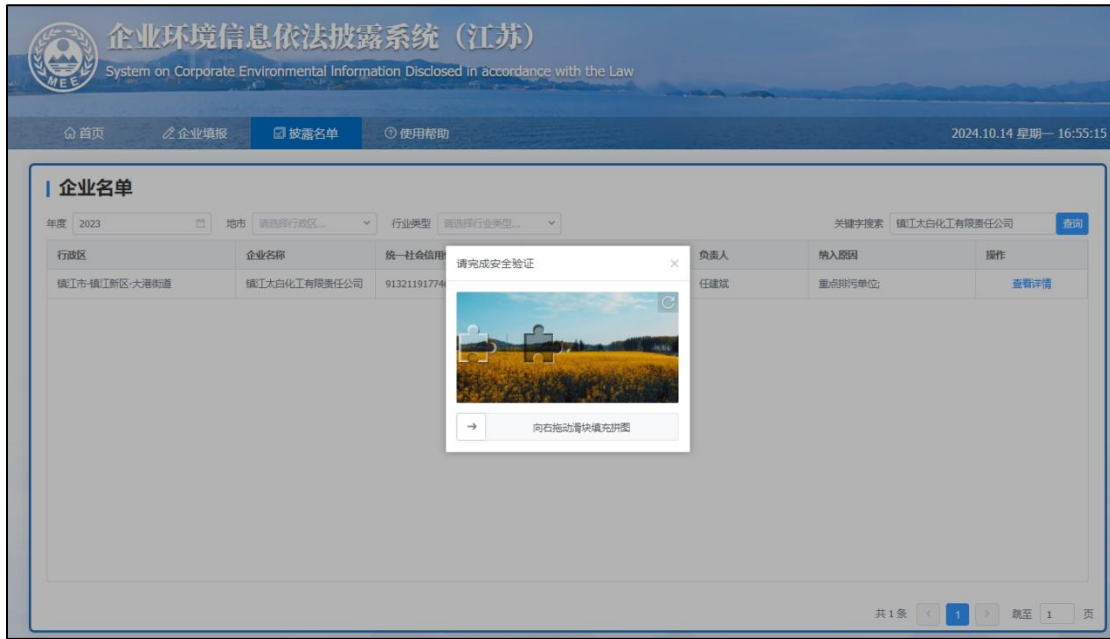 企业环境信息依法披露系统（江苏）
System on Corporate Environmental Information Disclosed in accordance with the Law
MEE
首页 企业填报 披露名单 使用帮助 2024.10.14 星期一 16:55:15
企业名单
年度 2023 地市 请选择行政区... 行业类型 请选择行业类型... 关键字搜索 镇江太白化工有限责任公司 查询
行政区 企业名称 统一社会信用 负责人 纳入原因 操作
镇江市-镇江新区-大港街道 镇江太白化工有限责任公司 9132119177 任建斌 重点排污单位; 查看详情
请完成安全验证
向右拖动滑块填充拼图
共 1 条 1 跳至 1 页